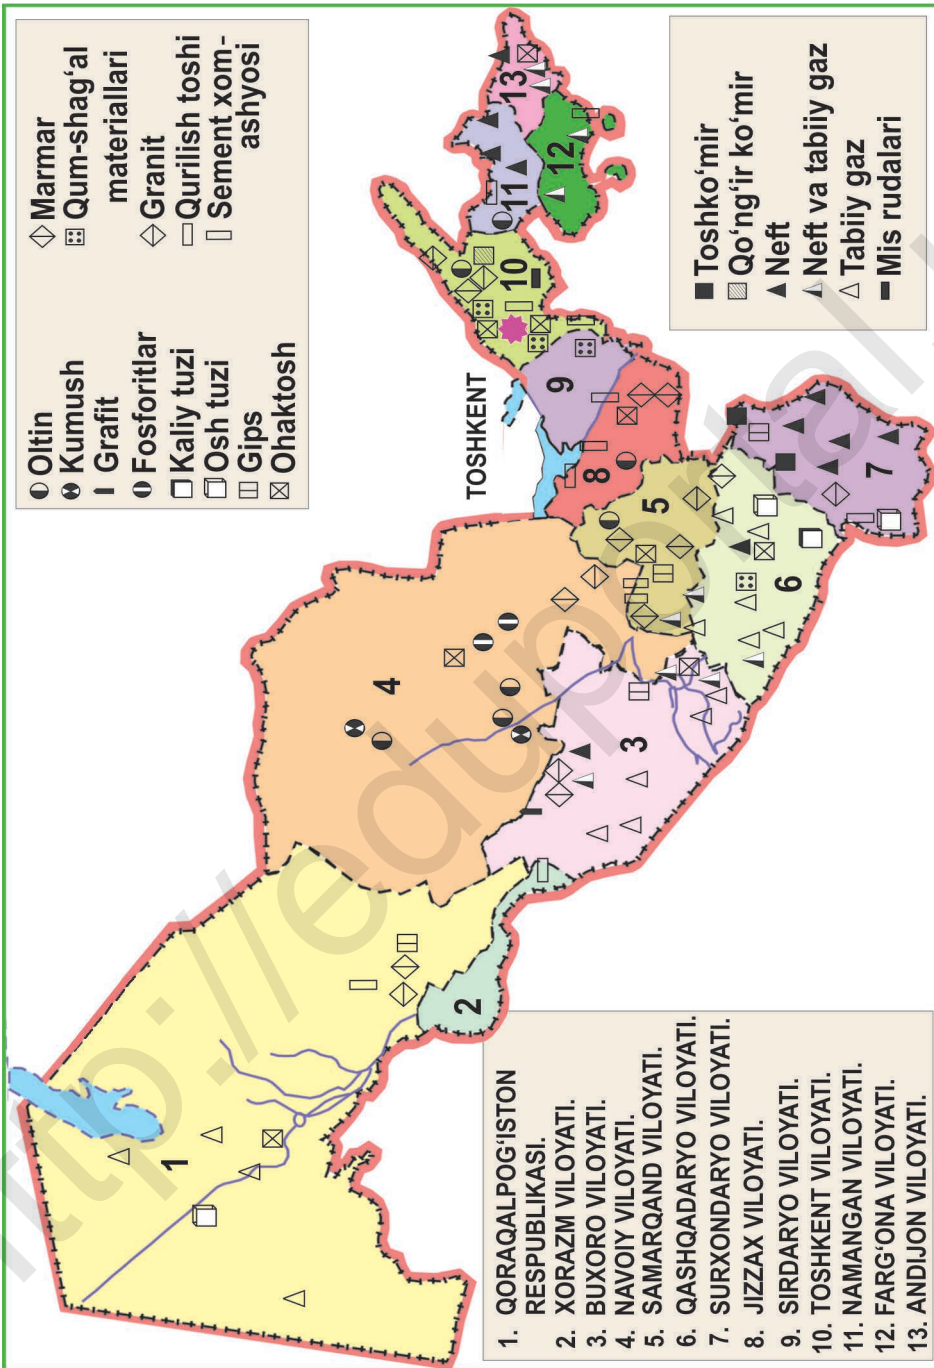 Oltin
Kumush
Grafit
Fosforitlar
Kaliy tuzi
Osh tuzi
Gips
Ohaktosh
Marmar
Qum-shag‘al
materiallari
Granit
Qurilish toshi
Sement xom-
ashyosi
TOSHKENT
1
2
3
4
5
6
7
8
9
10
11
12
13
1. QORAQALPOG‘ISTON
RESPUBLIKASI.
2. XORAZM VILOYATI.
3. BUXORO VILOYATI.
4. NAVOIY VILOYATI.
5. SAMARQAND VILOYATI.
6. QASHQADARYO VILOYATI.
7. SURXONDARYO VILOYATI.
8. JIZZAX VILOYATI.
9. SIRDARYO VILOYATI.
10. TOSHKENT VILOYATI.
11. NAMANGAN VILOYATI.
12. FARG‘ONA VILOYATI.
13. ANDIJON VILOYATI.
Toshko‘mir
Qo‘ng‘ir ko‘mir
Neft
Neft va tabiiy gaz
Tabiiy gaz
Mis rudalari
http://eduportal.